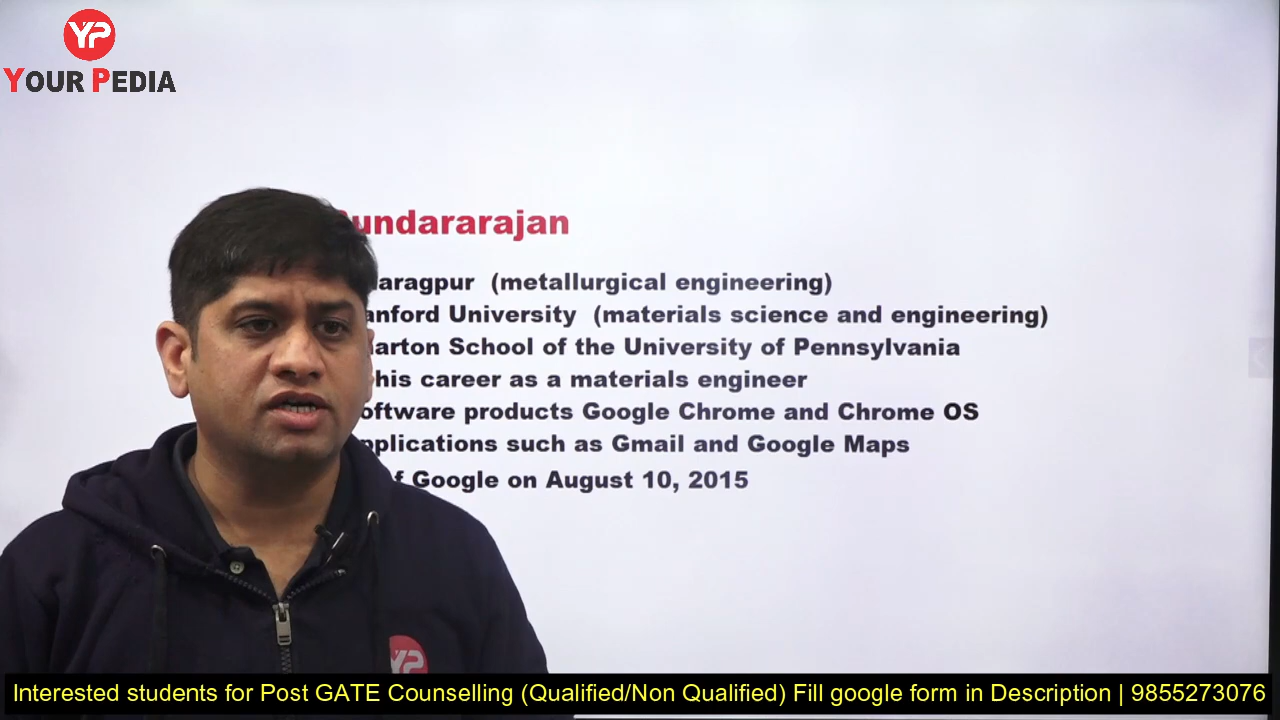 YP
YOUR PEDIA
undararajan
aragpur (metallurgical engineering)
anford University (materials science and engineering)
arton School of the University of Pennsylvania
his career as a materials engineer
oftware products Google Chrome and Chrome OS
pplications such as Gmail and Google Maps
f Google on August 10, 2015
YP
Interested students for Post GATE Counselling (Qualified/Non Qualified) Fill google form in Description | 9855273076